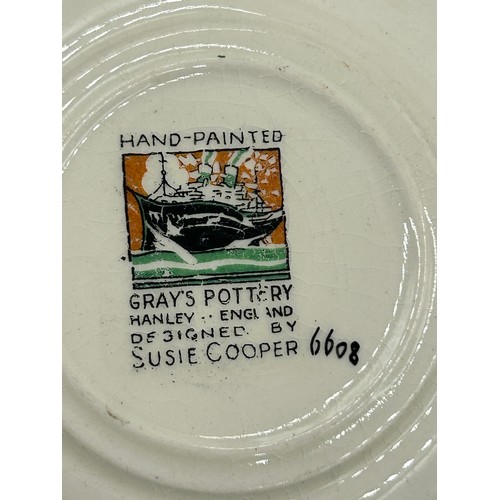 HAND-PAINTED
GRAY'S POTTERY
HANLEY . . ENGLAND
DESIGNED. BY
SUSIE COOPER 6608